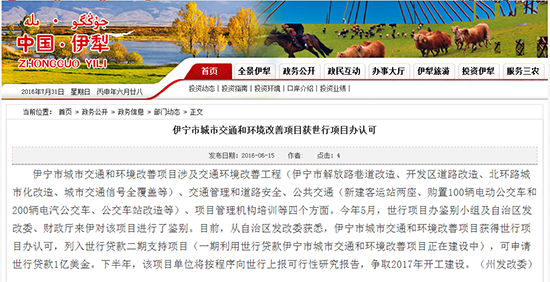 جۇڭگو · ئىلى
中国·伊犁
ZHONGGUO YILI
首页 全景伊犁 政务公开 政民互动 办事大厅 伊犁旅游 投资伊犁 服务三农
2016年7月31日 星期日 丙申年六月廿八
投资动态 | 投资指南 | 投资环境 | 口岸介绍 | 投资业绩 |
当前位置: 首页 » 政务公开 » 政务信息 » 部门动态 » 正文
伊宁市城市交通和环境改善项目获世行项目办认可
发布日期:2016-06-15 作者: 点击:4
伊宁市城市交通和环境改善项目涉及交通环境改善工程（伊宁市解放路巷道改造、开发区道路改造、北环路城
市化改造、城市交通信号全覆盖等）、交通管理和道路安全、公共交通（新建客运站两座、购置100辆电动公交车和
200辆电汽公交车、公交车站改造等）、项目管理机构培训等四个方面。今年5月，世行项目办鉴别小组及自治区发
改委、财政厅来伊对该项目进行了鉴别。目前，从自治区发改委获悉，伊宁市城市交通和环境改善项目获得世行项
目办认可，列入世行贷款二期支持项目（一期利用世行贷款伊宁城市交通和环境改善项目正在建设中），可申请
世行贷款1亿美金。下半年，该项目单位将按程序向世行上报可行性研究报告，争取2017年开工建设。（州发改委）